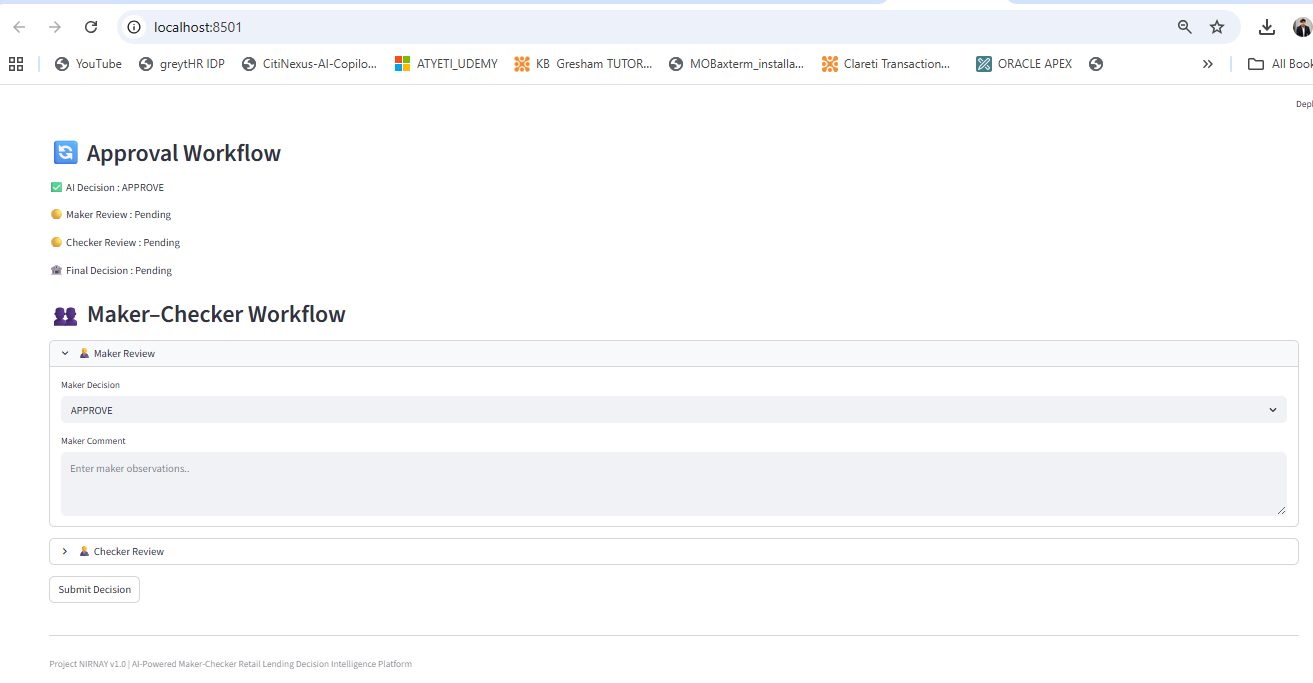 localhost:8501
YouTube greytHR IDP CitiNexus-AI-Copilo... ATYETI_UDEMY KB Gresham TUTOR... MOBaxterm_installa... Clareti Transaction... ORACLE APEX » All Book
Depl
Approval Workflow
AI Decision : APPROVE
Maker Review : Pending
Checker Review : Pending
Final Decision : Pending
Maker–Checker Workflow
Maker Review
Maker Decision
APPROVE
Maker Comment
Enter maker observations..
Checker Review
Submit Decision
Project NIRNAY v1.0 | AI-Powered Maker-Checker Retail Lending Decision Intelligence Platform